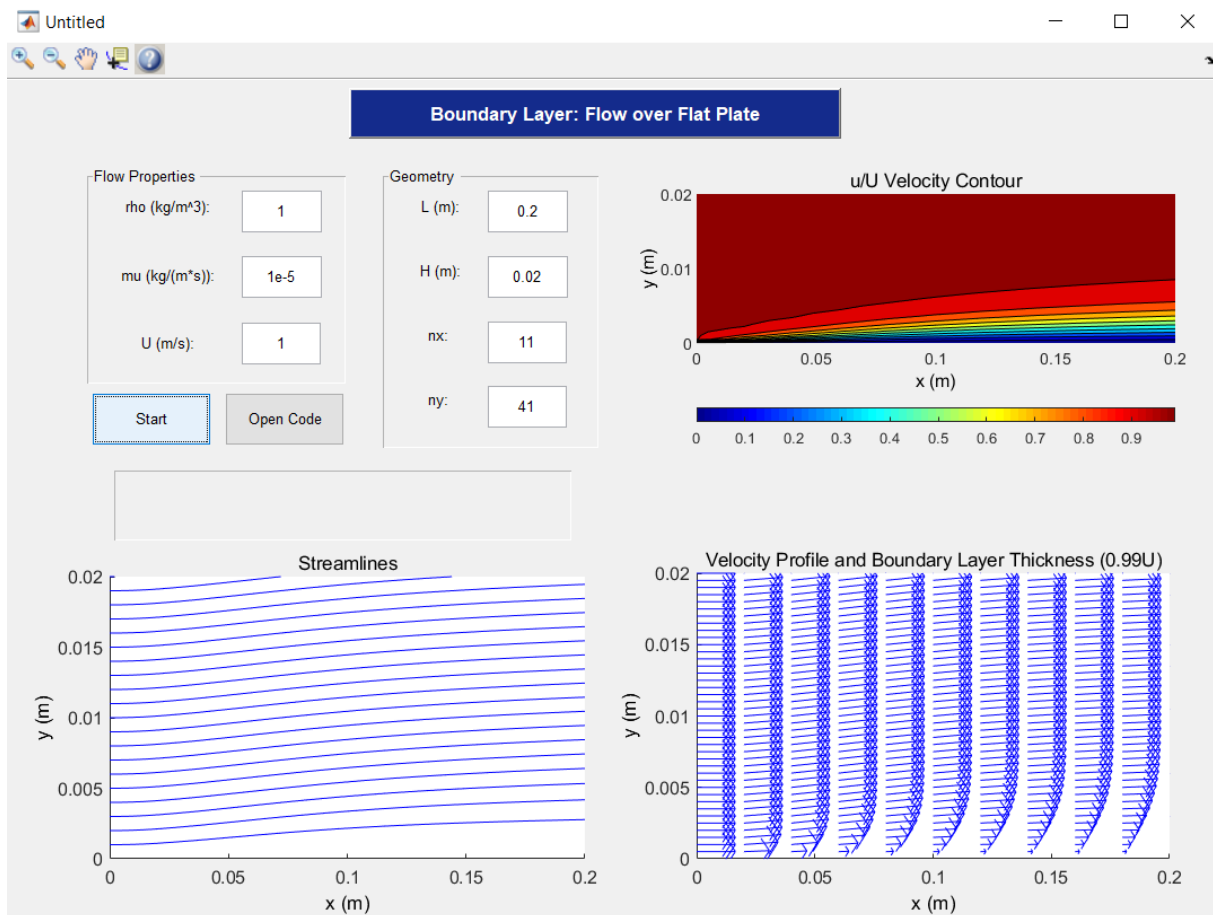 Untitled
Boundary Layer: Flow over Flat Plate
Flow Properties
rho (kg/m^3):
1
mu (kg/(m*s)):
1e-5
U (m/s):
1
Start
Open Code
Geometry
L (m):
0.2
H (m):
0.02
nx:
11
ny:
41
u/U Velocity Contour
0.02
0.01
0
y (m)
0 0.05 0.1 0.15 0.2
x (m)
0 0.1 0.2 0.3 0.4 0.5 0.6 0.7 0.8 0.9
Streamlines
0.02
0.015
0.01
0.005
0
y (m)
0 0.05 0.1 0.15 0.2
x (m)
Velocity Profile and Boundary Layer Thickness (0.99U)
0.02
0.015
0.01
0.005
0
y (m)
0 0.05 0.1 0.15 0.2
x (m)